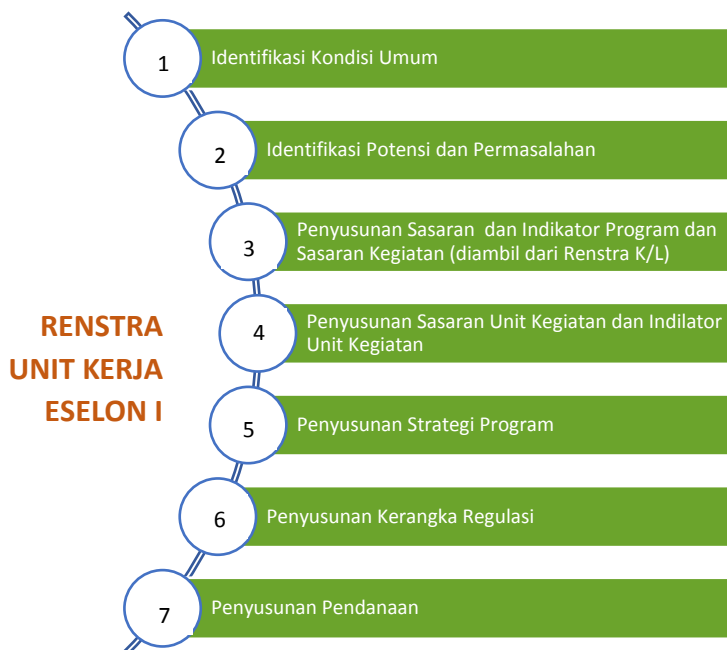 1
Identifikasi Kondisi Umum
2
Identifikasi Potensi dan Permasalahan
3
Penyusunan Sasaran dan Indikator Program dan
Sasaran Kegiatan (diambil dari Renstra K/L)
RENSTRA
UNIT KERJA
ESELON I
4
Penyusunan Sasaran Unit Kegiatan dan Indilator
Unit Kegiatan
5
Penyusunan Strategi Program
6
Penyusunan Kerangka Regulasi
7
Penyusunan Pendanaan